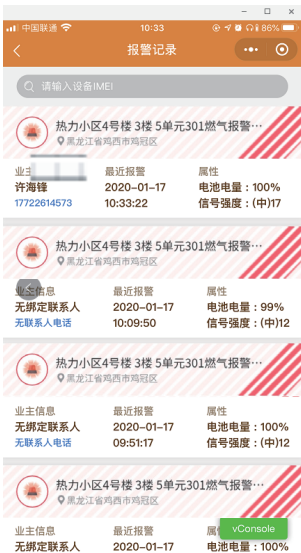 中国联通 10:33 86%
报警记录
请输入设备IMEI
热力小区4号楼 3楼 5单元301燃气报警…
黑龙江省鸡西市鸡冠区
业主 最近报警 属性
许海锋 2020-01-17 电池电量：100%
17722614573 10:33:22 信号强度：(中)17
热力小区4号楼 3楼 5单元301燃气报警…
黑龙江省鸡西市鸡冠区
业主信息 最近报警 属性
无绑定联系人 2020-01-17 电池电量：99%
无联系人电话 10:09:50 信号强度：(中)12
热力小区4号楼 3楼 5单元301燃气报警…
黑龙江省鸡西市鸡冠区
业主信息 最近报警 属性
无绑定联系人 2020-01-17 电池电量：100%
无联系人电话 09:51:17 信号强度：(中)12
热力小区4号楼 3楼 5单元301燃气报警…
黑龙江省鸡西市鸡冠区
业主信息 最近报警 属 vConsole
无绑定联系人 2020-01-17 电池电量：100%